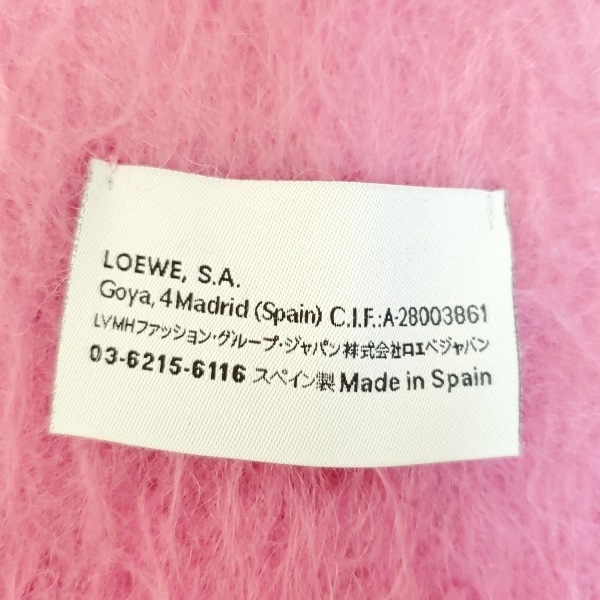 LOEWE, S.A.
Goya, 4 Madrid (Spain) C.I.F.:A-28003861
LVMHファッション・グループ・ジャパン株式会社ロエベジャパン
03-6215-6116 スペイン製 Made in Spain